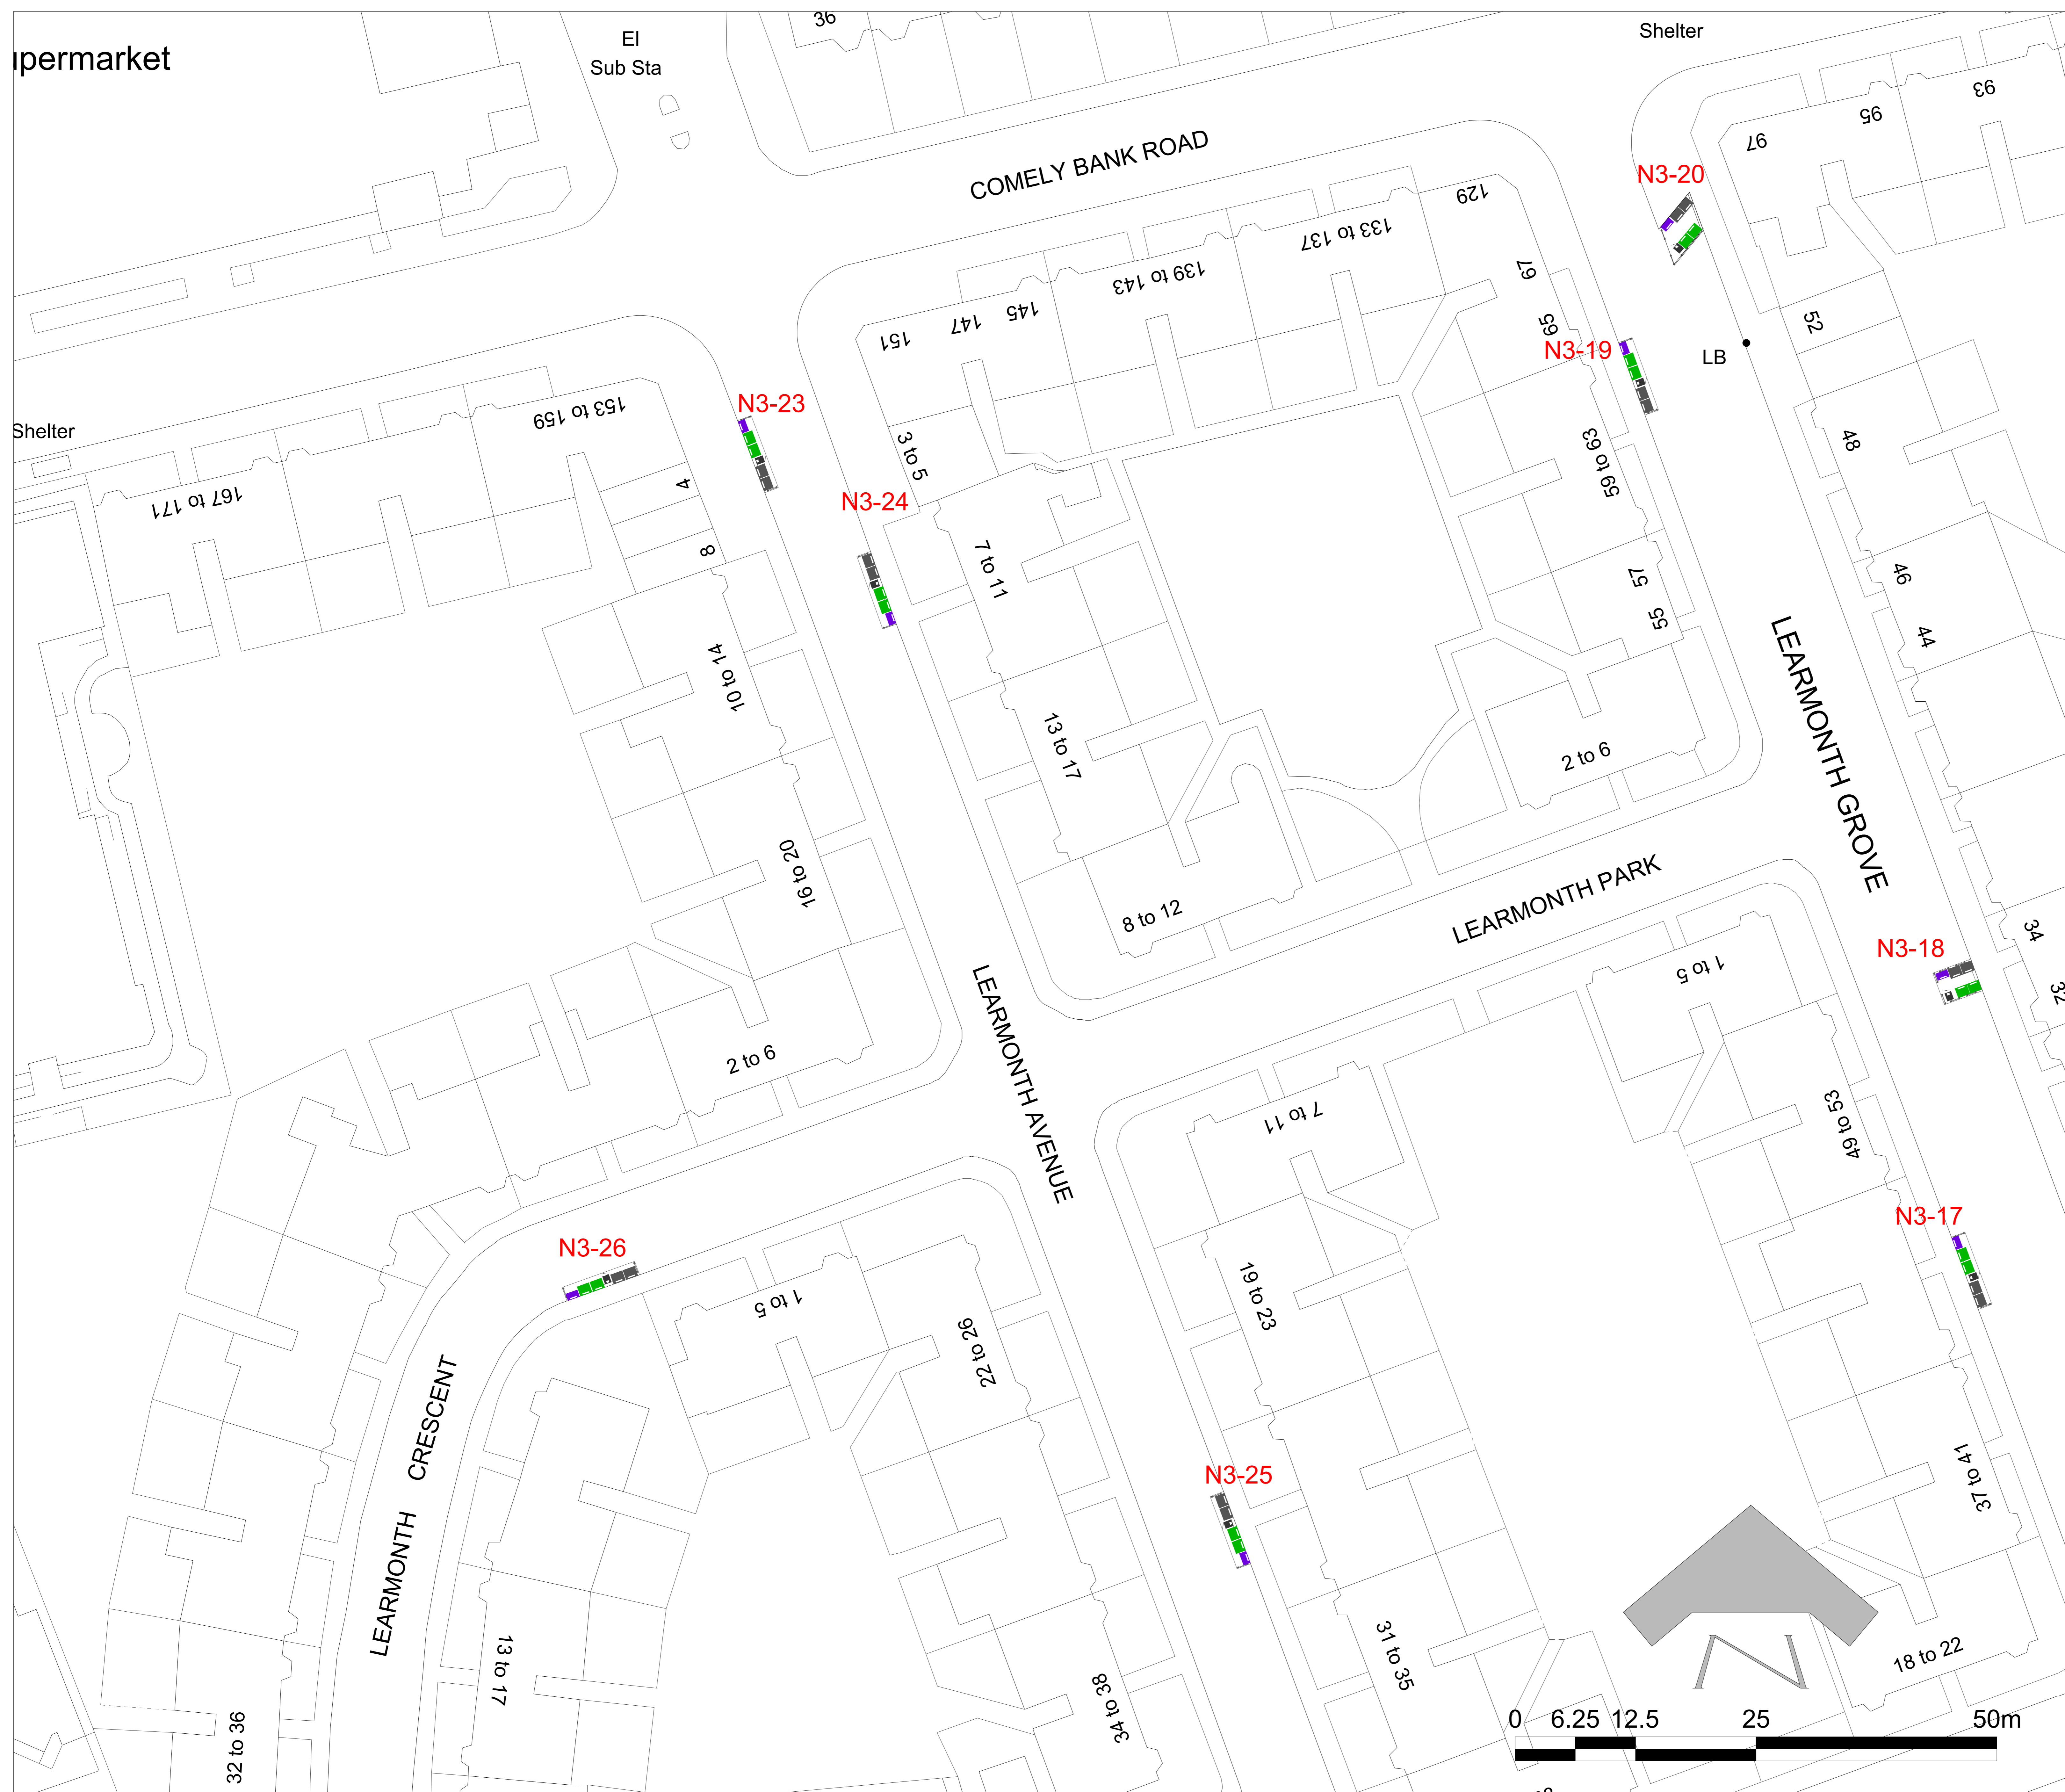 36
El
Sub Sta
Shelter
upermarket
93
95
97
COMELY BANK ROAD
N3-20
129
133 to 137
139 to 143
145
147
151
67
65
52
N3-19
LB
N3-23
153 to 159
Shelter
3 to 5
59 to 63
48
4
167 to 171
N3-24
8
7 to 11
57
55
46
44
10 to 14
13 to 17
2 to 6
LEARMONTH GROVE
16 to 20
8 to 12
LEARMONTH PARK
34
N3-18
1 to 5
32
2 to 6
LEARMONTH AVENUE
7 to 11
49 to 53
N3-17
N3-26
1 to 5
19 to 23
22 to 26
LEARMONTH CRESCENT
N3-25
37 to 41
13 to 17
31 to 35
18 to 22
34 to 38
32 to 36
0 6.25 12.5 25 50m